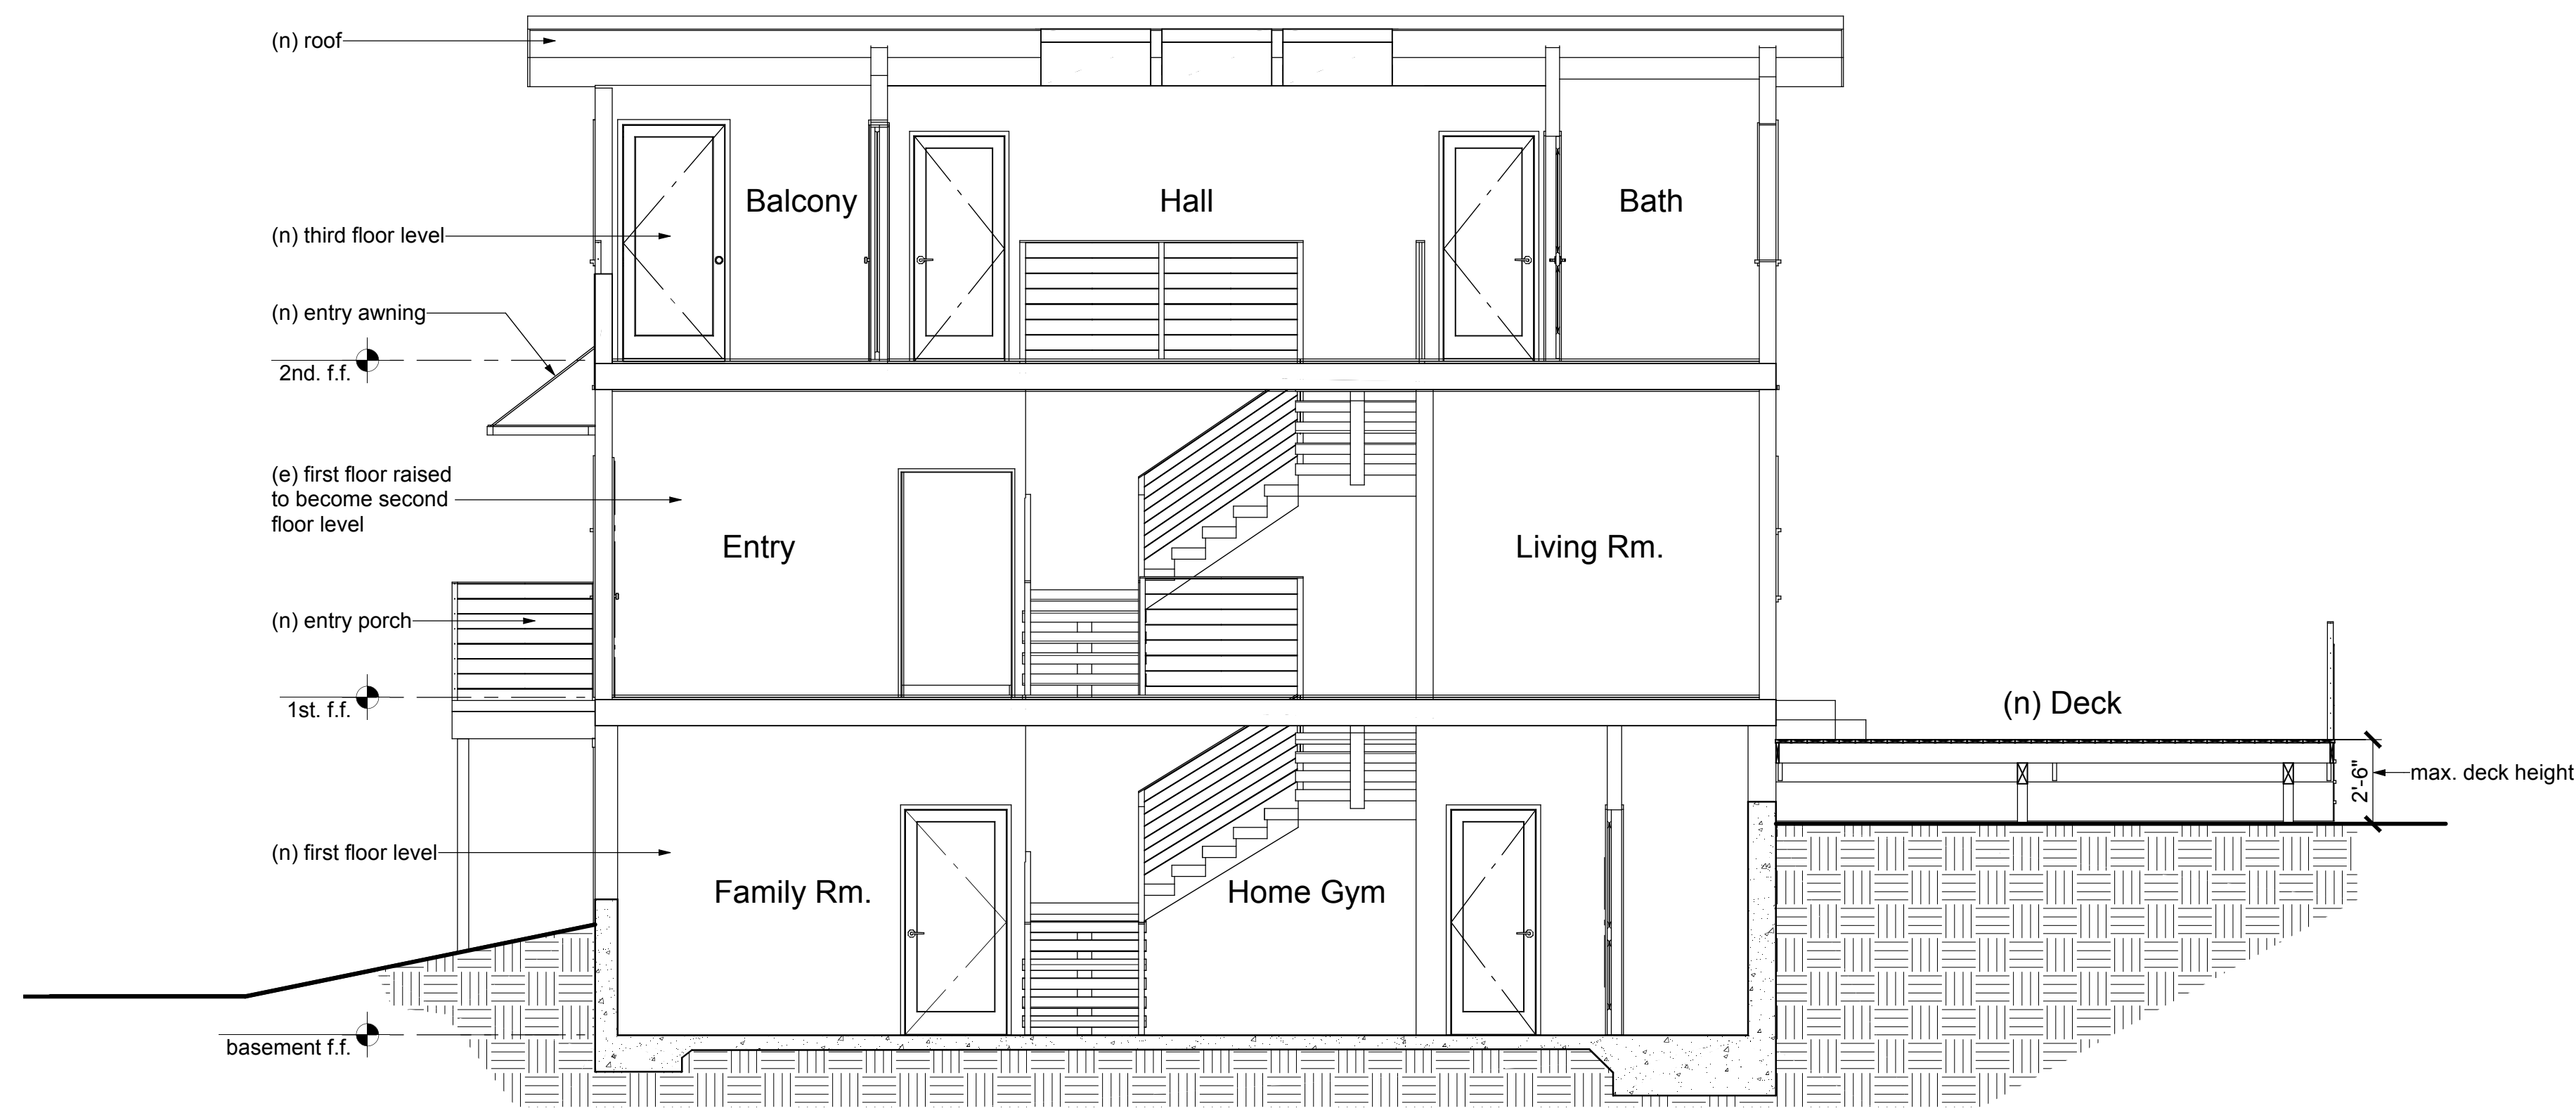 (n) roof
Balcony
Hall
Bath
(n) third floor level
(n) entry awning
2nd. f.f.
(e) first floor raised
to become second
floor level
Entry
Living Rm.
(n) entry porch
1st. f.f.
(n) Deck
2'-6"
max. deck height
(n) first floor level
Family Rm.
Home Gym
basement f.f.